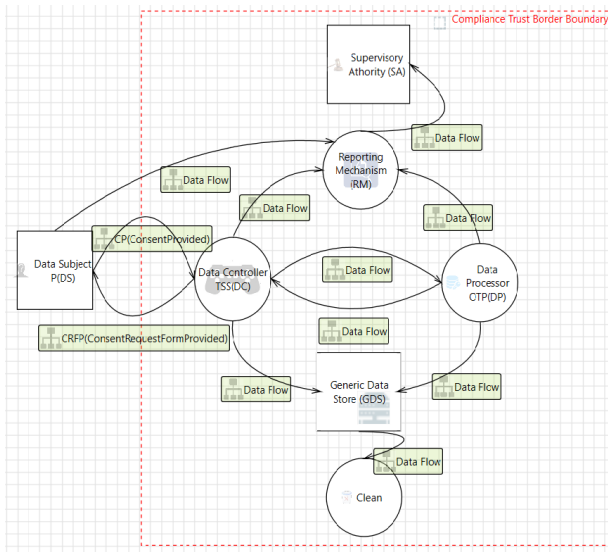 Compliance Trust Border Boundary
Supervisory
Athority (SA)
Data Flow
Reporting
Mechanism
(RM)
Data Flow
Data Flow
Data Flow
CP(ConsentProvided)
Data Subject
P(DS)
Data Controller
TSS(DC)
Data Flow
Data
Processor
OTP(DP)
Data Flow
CRFP(ConsentRequestFormProvided)
Generic Data
Store (GDS)
Data Flow
Data Flow
Data Flow
Clean